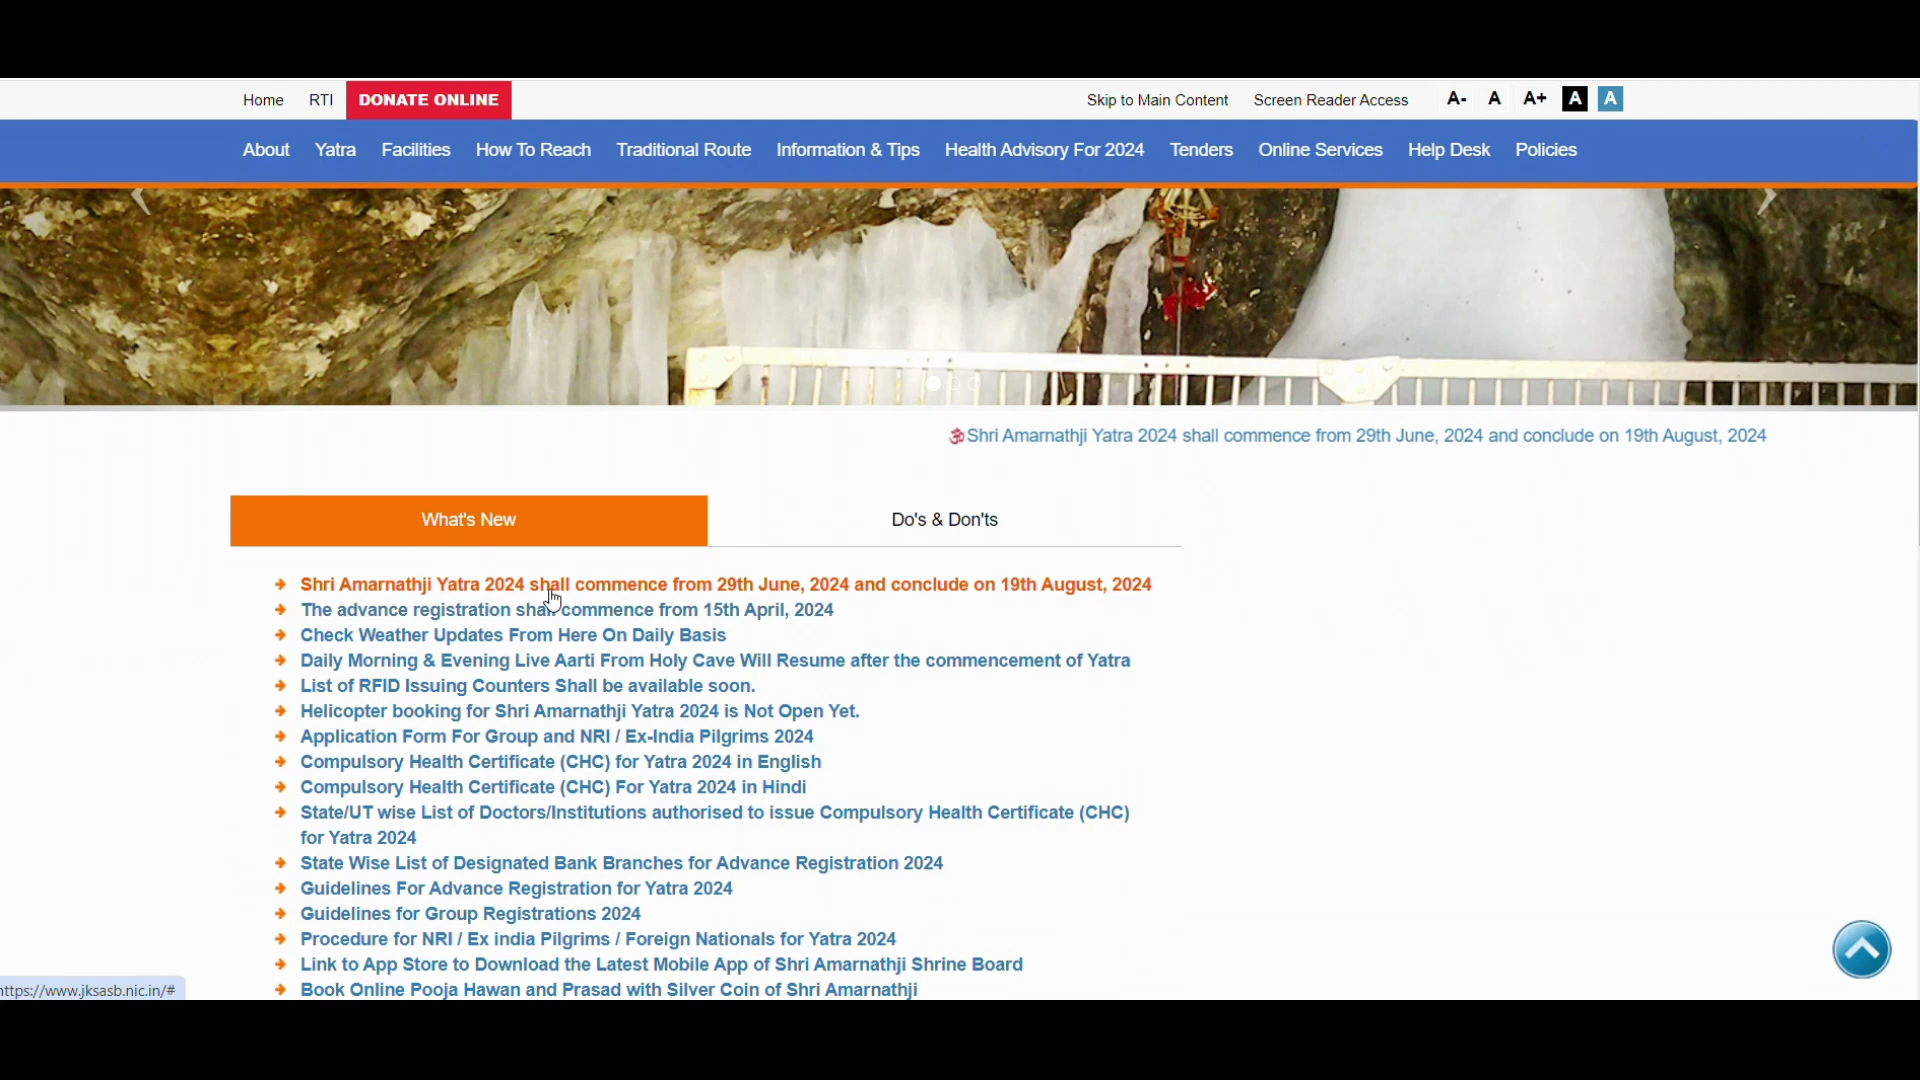 Home RTI DONATE ONLINE Skip to Main Content Screen Reader Access A- A A+ A A
About Yatra Facilities How To Reach Traditional Route Information & Tips Health Advisory For 2024 Tenders Online Services Help Desk Policies
ॐ Shri Amarnathji Yatra 2024 shall commence from 29th June, 2024 and conclude on 19th August, 2024
What's New Do's & Don'ts
Shri Amarnathji Yatra 2024 shall commence from 29th June, 2024 and conclude on 19th August, 2024
The advance registration shall commence from 15th April, 2024
Check Weather Updates From Here On Daily Basis
Daily Morning & Evening Live Aarti From Holy Cave Will Resume after the commencement of Yatra
List of RFID Issuing Counters Shall be available soon.
Helicopter booking for Shri Amarnathji Yatra 2024 is Not Open Yet.
Application Form For Group and NRI / Ex-India Pilgrims 2024
Compulsory Health Certificate (CHC) for Yatra 2024 in English
Compulsory Health Certificate (CHC) For Yatra 2024 in Hindi
State/UT wise List of Doctors/Institutions authorised to issue Compulsory Health Certificate (CHC)
for Yatra 2024
State Wise List of Designated Bank Branches for Advance Registration 2024
Guidelines For Advance Registration for Yatra 2024
Guidelines for Group Registrations 2024
Procedure for NRI / Ex india Pilgrims / Foreign Nationals for Yatra 2024
Link to App Store to Download the Latest Mobile App of Shri Amarnathji Shrine Board
Book Online Pooja Hawan and Prasad with Silver Coin of Shri Amarnathji
https://www.jksasb.nic.in/#